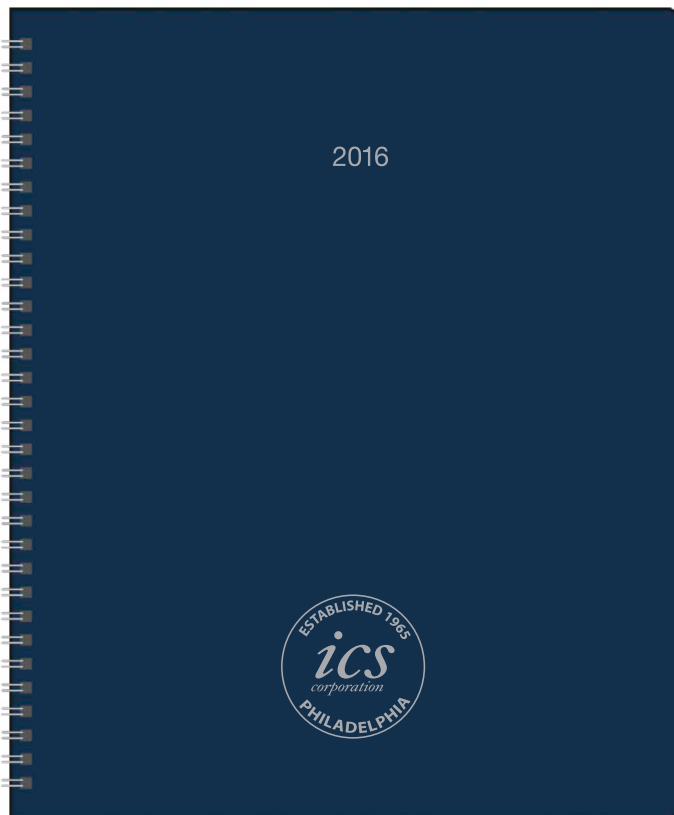 2016
ESTABLISHED 1965
ics
corporation
PHILADELPHIA